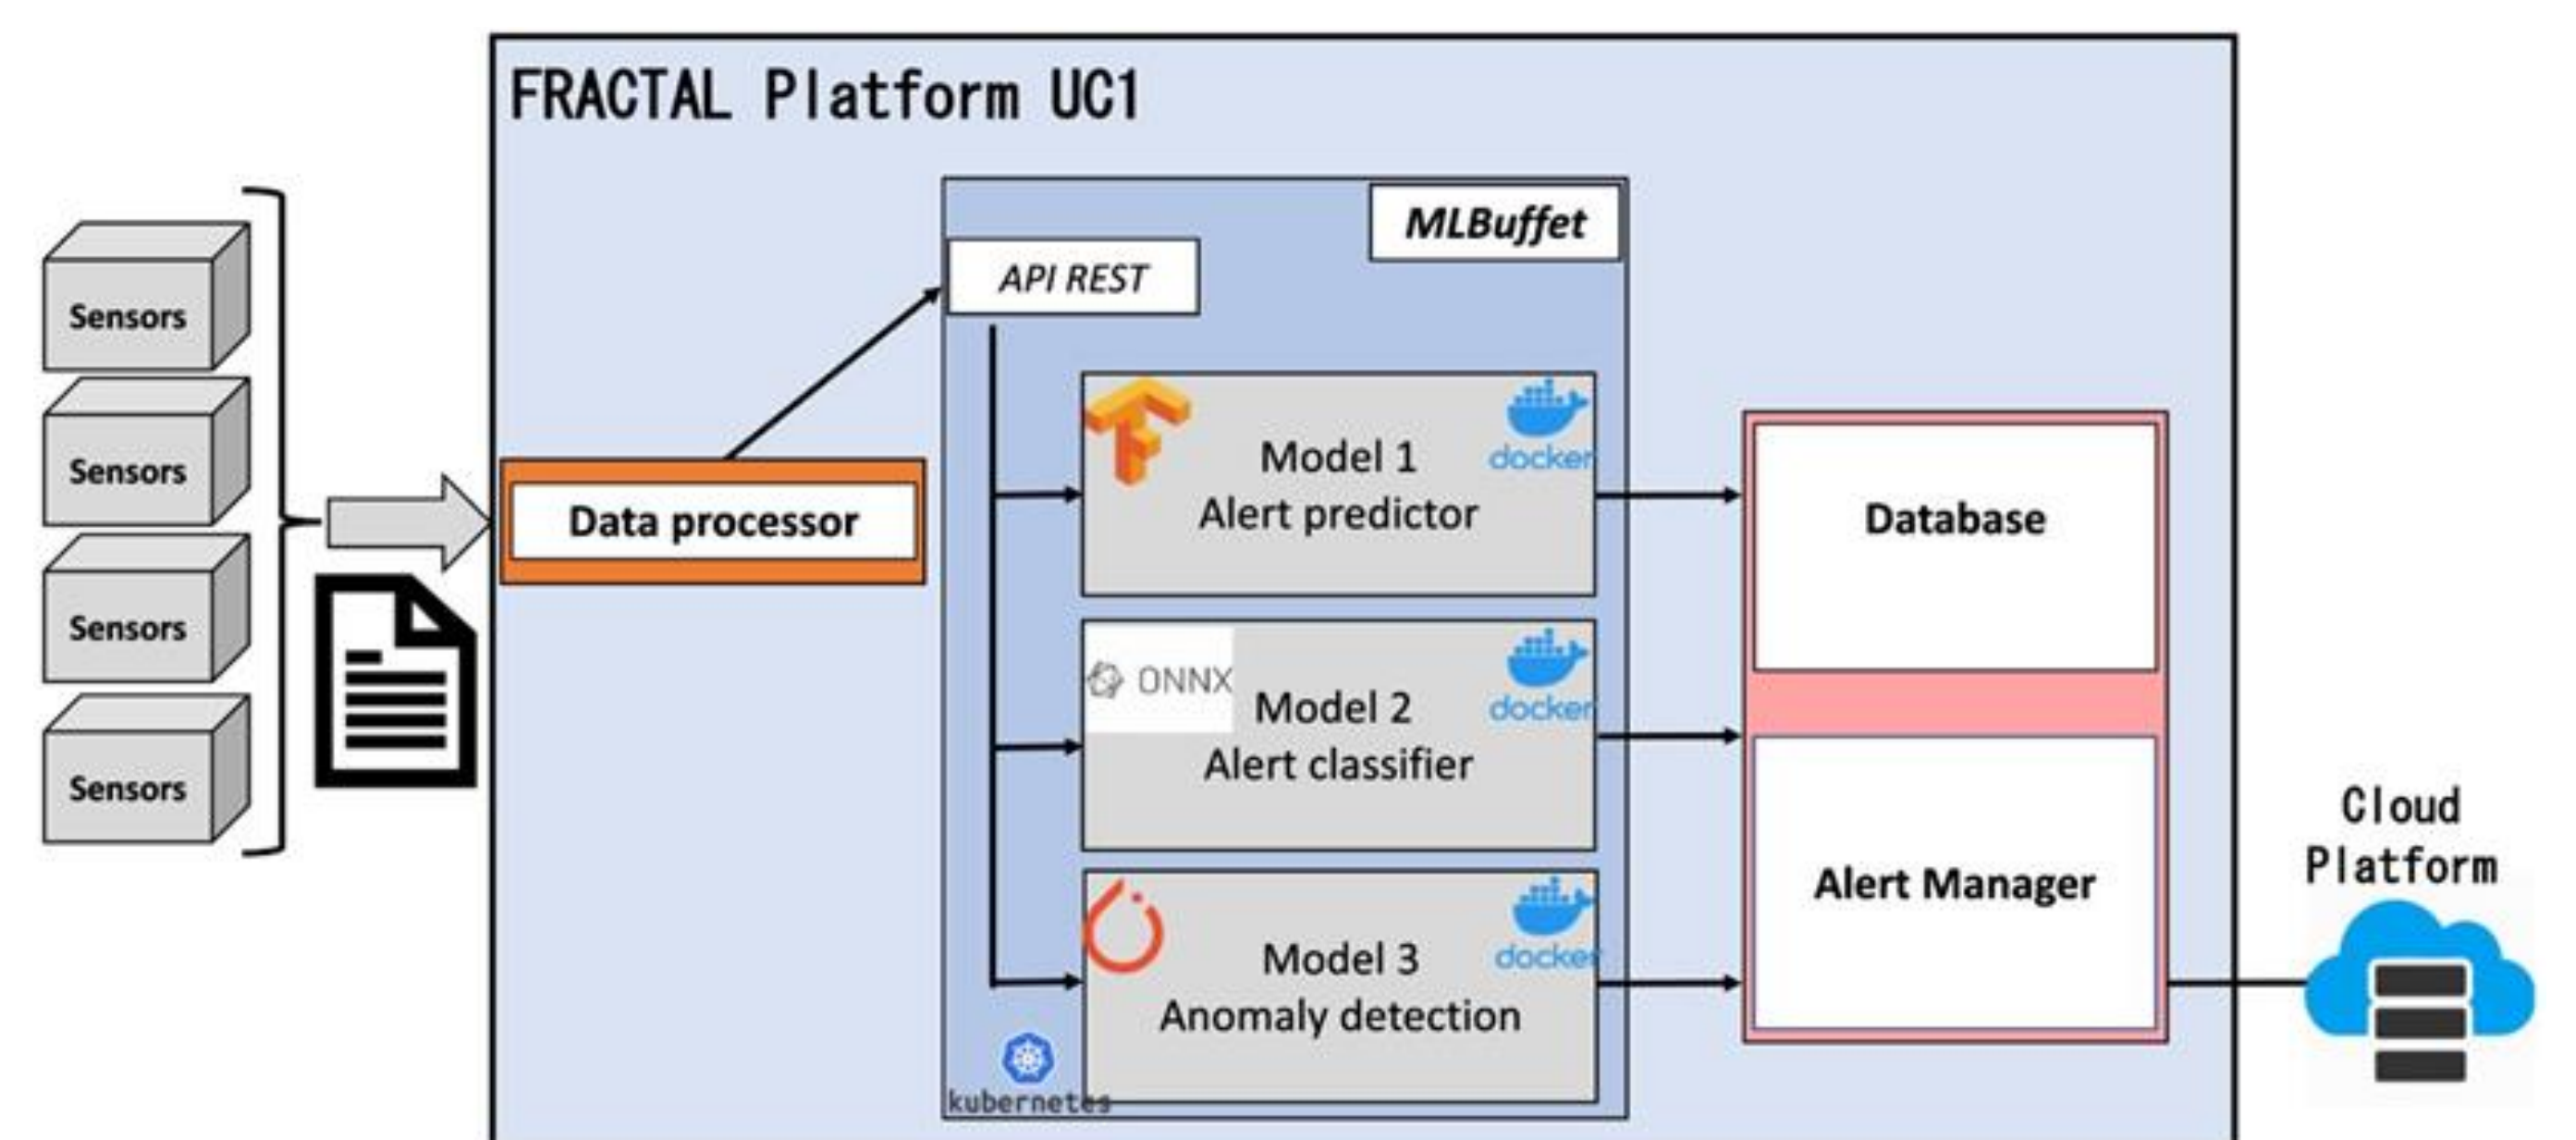 FRACTAL Platform UC1
Sensors
Sensors
Sensors
Sensors
Data processor
MLBuffet
API REST
docker
Model 1
Alert predictor
ONNX
docker
Model 2
Alert classifier
docker
Model 3
Anomaly detection
kubernetes
Database
Alert Manager
Cloud
Platform